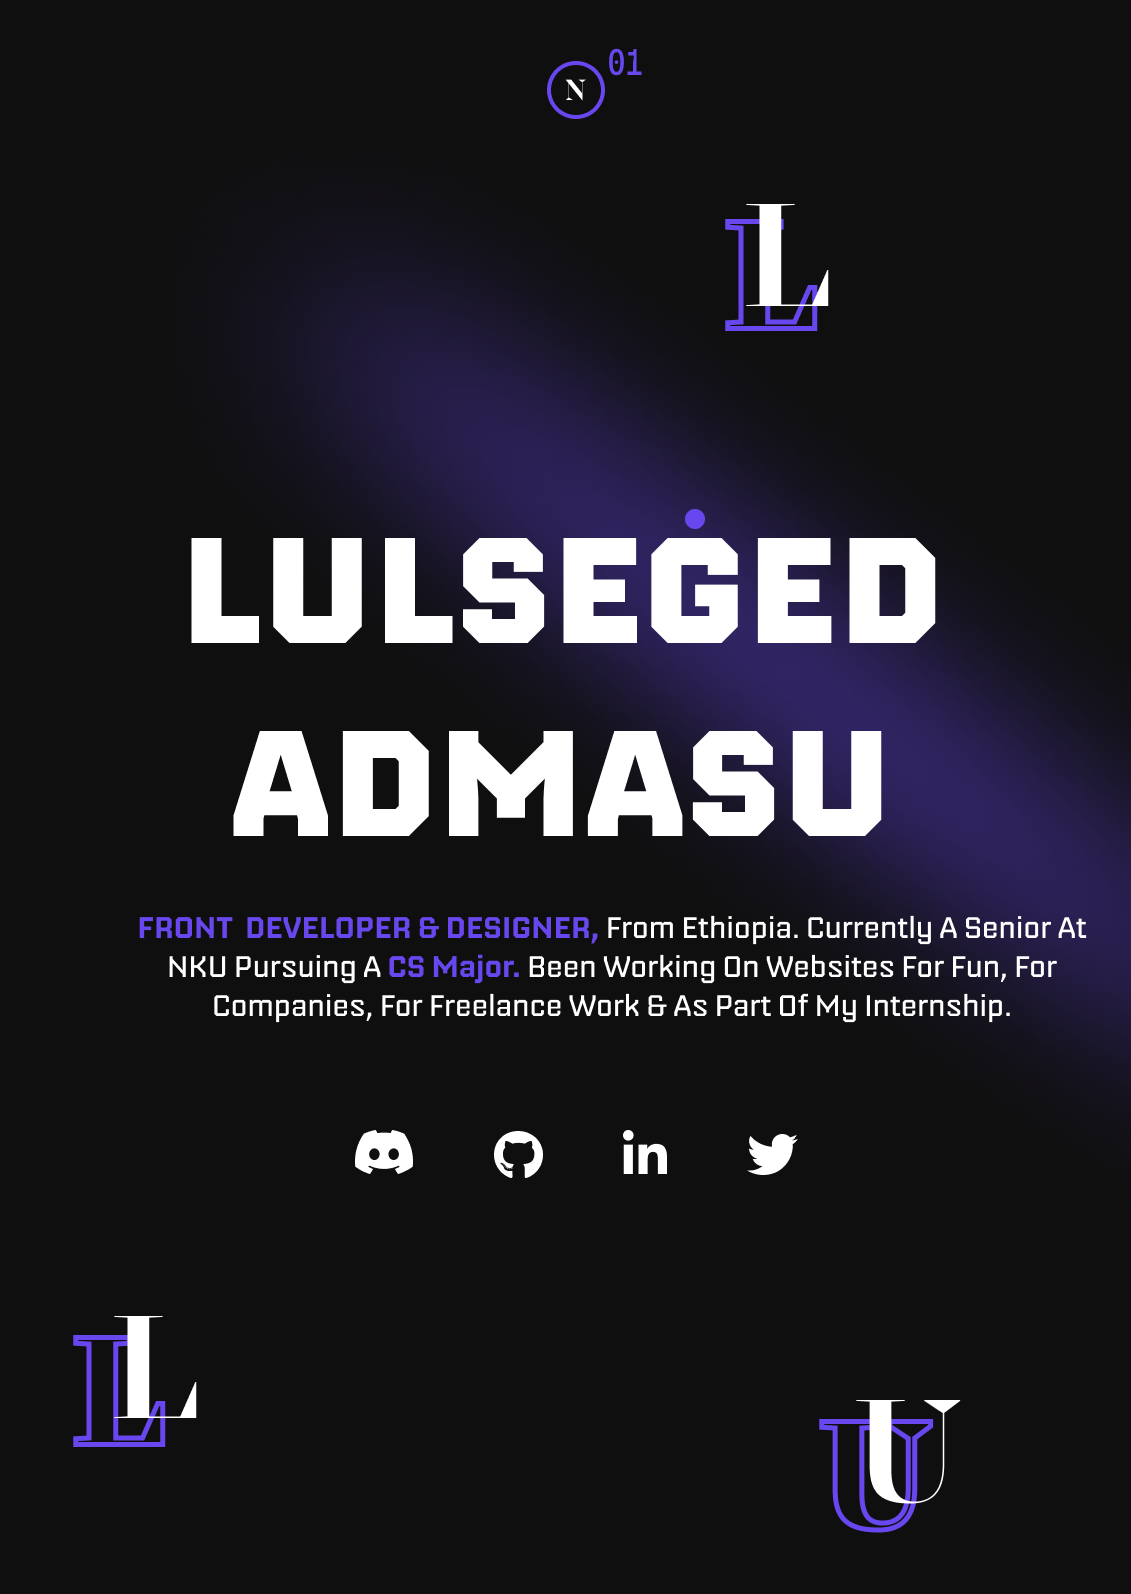 N 01
L
LULSEGED
ADMASU
FRONT DEVELOPER & DESIGNER, From Ethiopia. Currently A Senior At
NKU Pursuing A CS Major. Been Working On Websites For Fun, For
Companies, For Freelance Work & As Part Of My Internship.
in
L
U